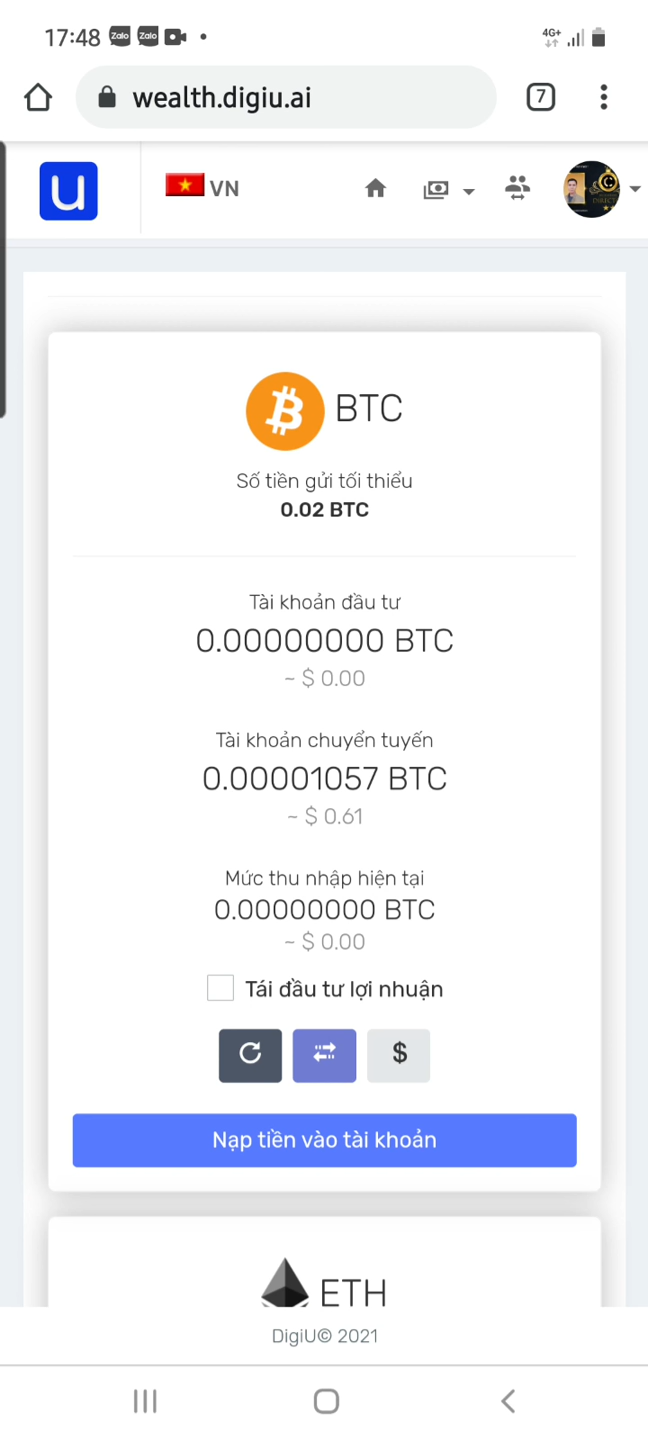 17:48 Zalo Zalo 4G+
wealth.digiu.ai 7
U VN
BTC
Số tiền gửi tối thiểu
0.02 BTC
Tài khoản đầu tư
0.00000000 BTC
~ $ 0.00
Tài khoản chuyển tuyến
0.00001057 BTC
~ $ 0.61
Mức thu nhập hiện tại
0.00000000 BTC
~ $ 0.00
Tái đầu tư lợi nhuận
$
Nạp tiền vào tài khoản
ETH
DigiU© 2021